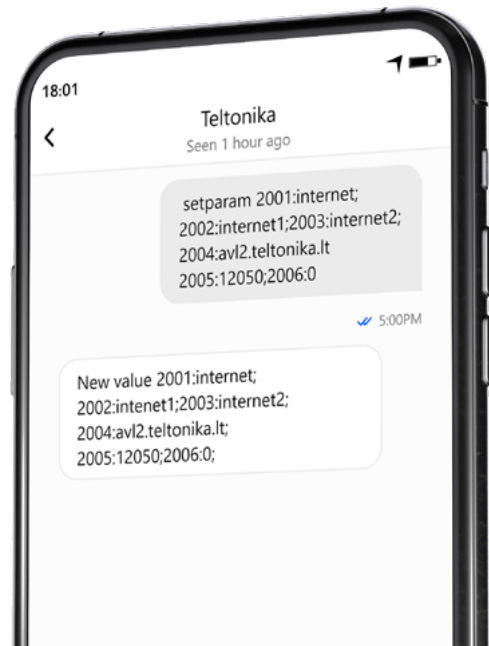 18:01
Teltonika
Seen 1 hour ago
setparam 2001:internet;
2002:internet1;2003:internet2;
2004:avl2.teltonika.lt
2005:12050;2006:0
5:00PM
New value 2001:internet;
2002:intenet1;2003:internet2;
2004:avl2.teltonika.lt;
2005:12050;2006:0;